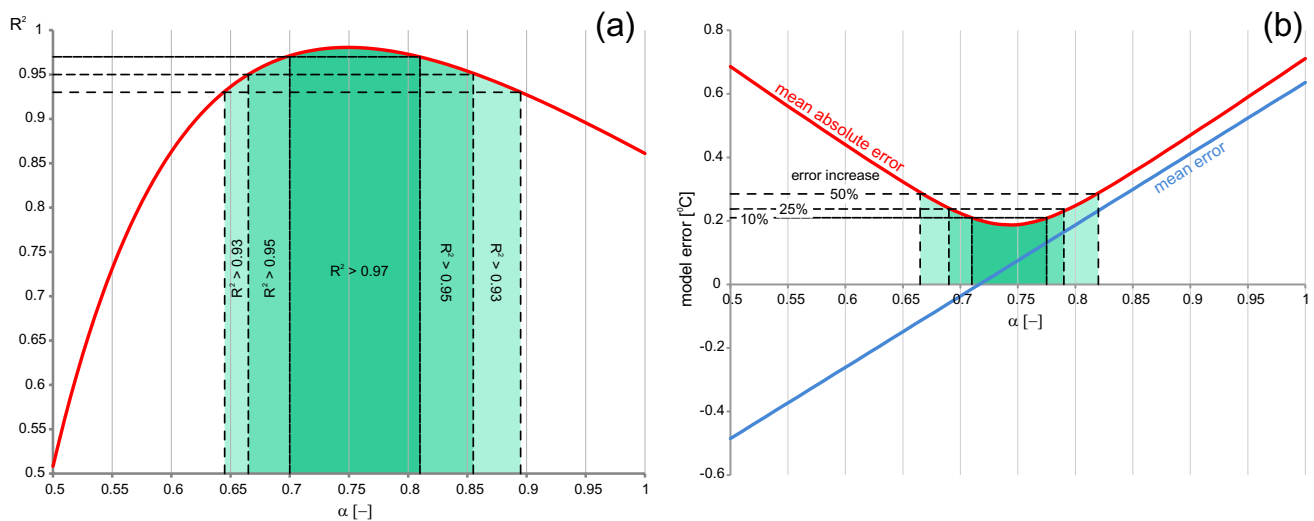 R²
(a)
1
0.95
0.9
0.85
0.8
0.75
0.7
0.65
0.6
0.55
0.5
R² > 0.93
R² > 0.95
R² > 0.97
R² > 0.95
R² > 0.93
0.5 0.55 0.6 0.65 0.7 0.75 0.8 0.85 0.9 0.95 1
α [–]
(b)
model error [⁰C]
0.8
0.6
0.4
0.2
0
-0.2
-0.4
-0.6
mean absolute error
mean error
error increase
50%
25%
10%
0.5 0.55 0.6 0.65 0.7 0.75 0.8 0.85 0.9 0.95 1
α [–]